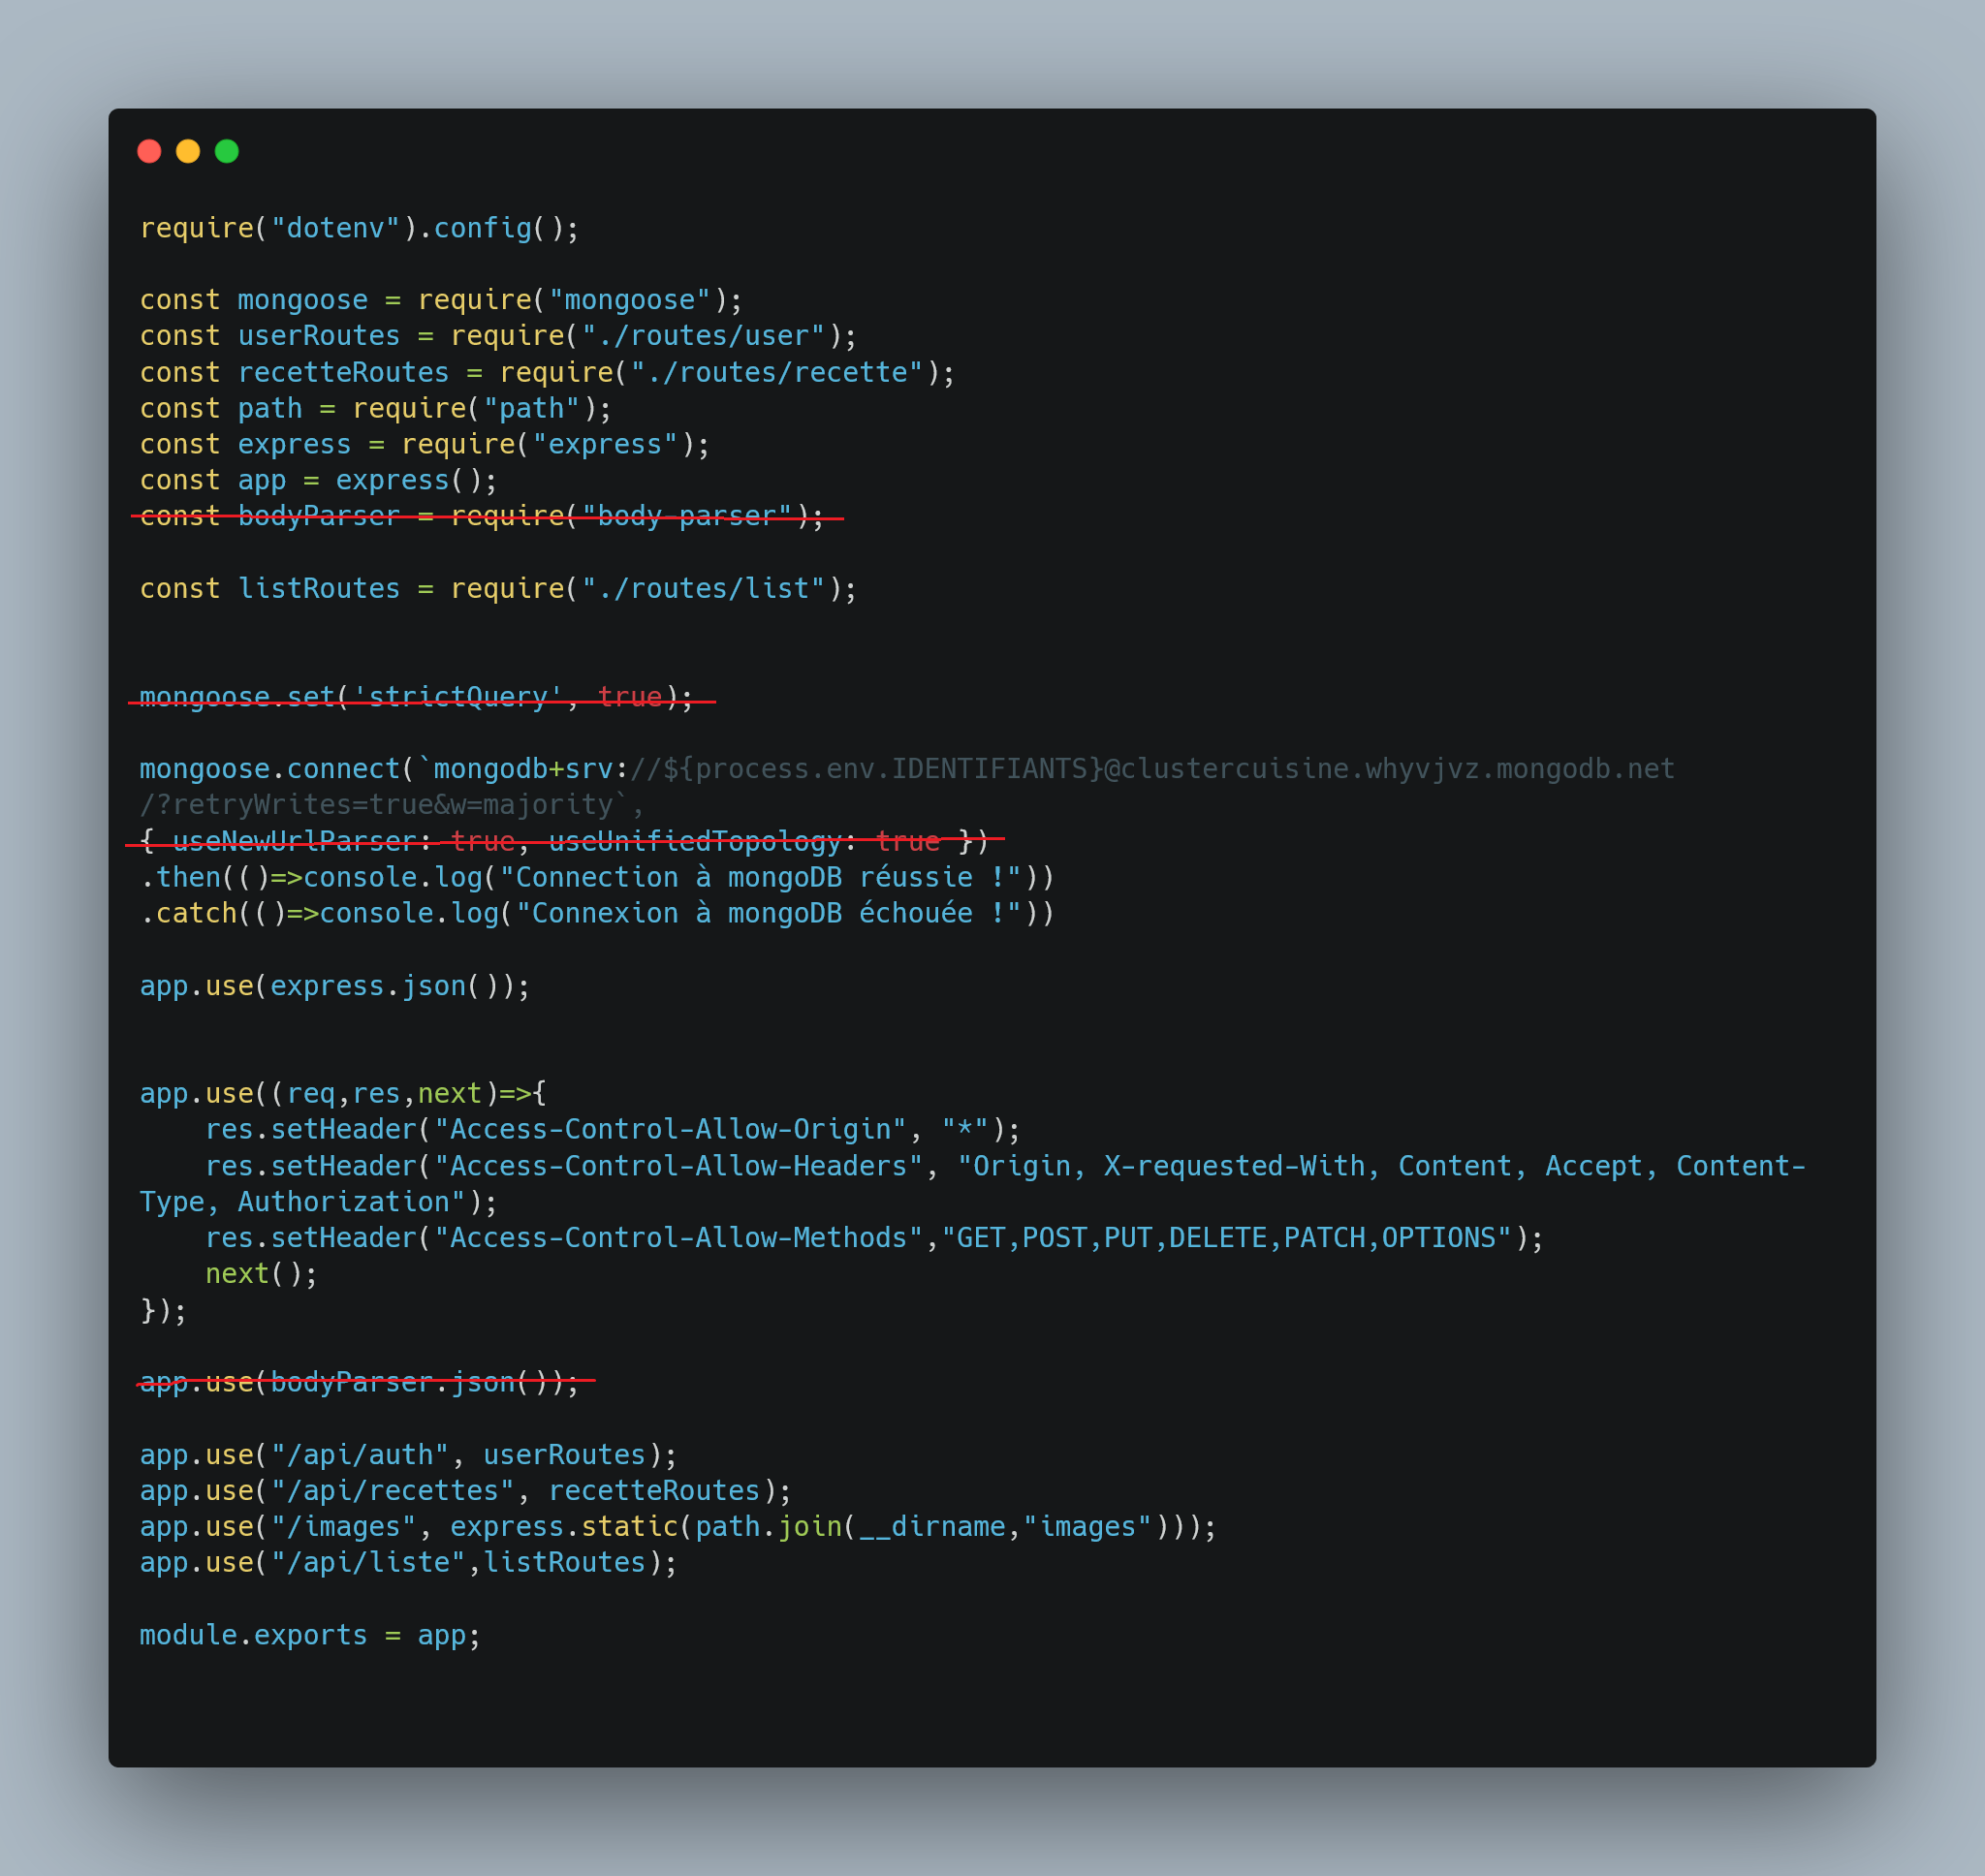 require("dotenv").config();
const mongoose = require("mongoose");
const userRoutes = require("./routes/user");
const recetteRoutes = require("./routes/recette");
const path = require("path");
const express = require("express");
const app = express();
const bodyParser = require("body-parser");
const listRoutes = require("./routes/list");
mongoose.set('strictQuery', true);
mongoose.connect(`mongodb+srv://${process.env.IDENTIFIANTS}@clustercuisine.whyvjvz.mongodb.net
/?retryWrites=true&w=majority`,
{ useNewUrlParser: true, useUnifiedTopology: true })
.then(()=>console.log("Connection à mongoDB réussie !"))
.catch(()=>console.log("Connexion à mongoDB échouée !"))
app.use(express.json());
app.use((req,res,next)=>{
    res.setHeader("Access-Control-Allow-Origin", "*");
    res.setHeader("Access-Control-Allow-Headers", "Origin, X-requested-With, Content, Accept, Content-
Type, Authorization");
    res.setHeader("Access-Control-Allow-Methods","GET,POST,PUT,DELETE,PATCH,OPTIONS");
    next();
});
app.use(bodyParser.json());
app.use("/api/auth", userRoutes);
app.use("/api/recettes", recetteRoutes);
app.use("/images", express.static(path.join(__dirname,"images")));
app.use("/api/liste",listRoutes);
module.exports = app;